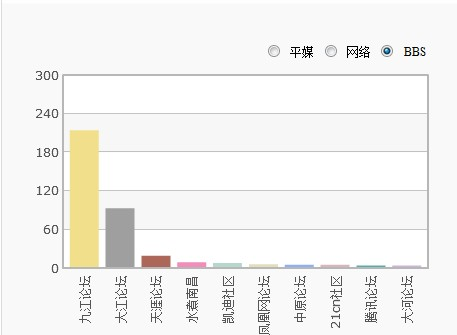 平媒 网络 BBS
300
240
180
120
60
0
九江论坛
大江论坛
天涯论坛
水煮南昌
凯迪社区
凤凰网论坛
中原论坛
21cn社区
腾讯论坛
大河论坛